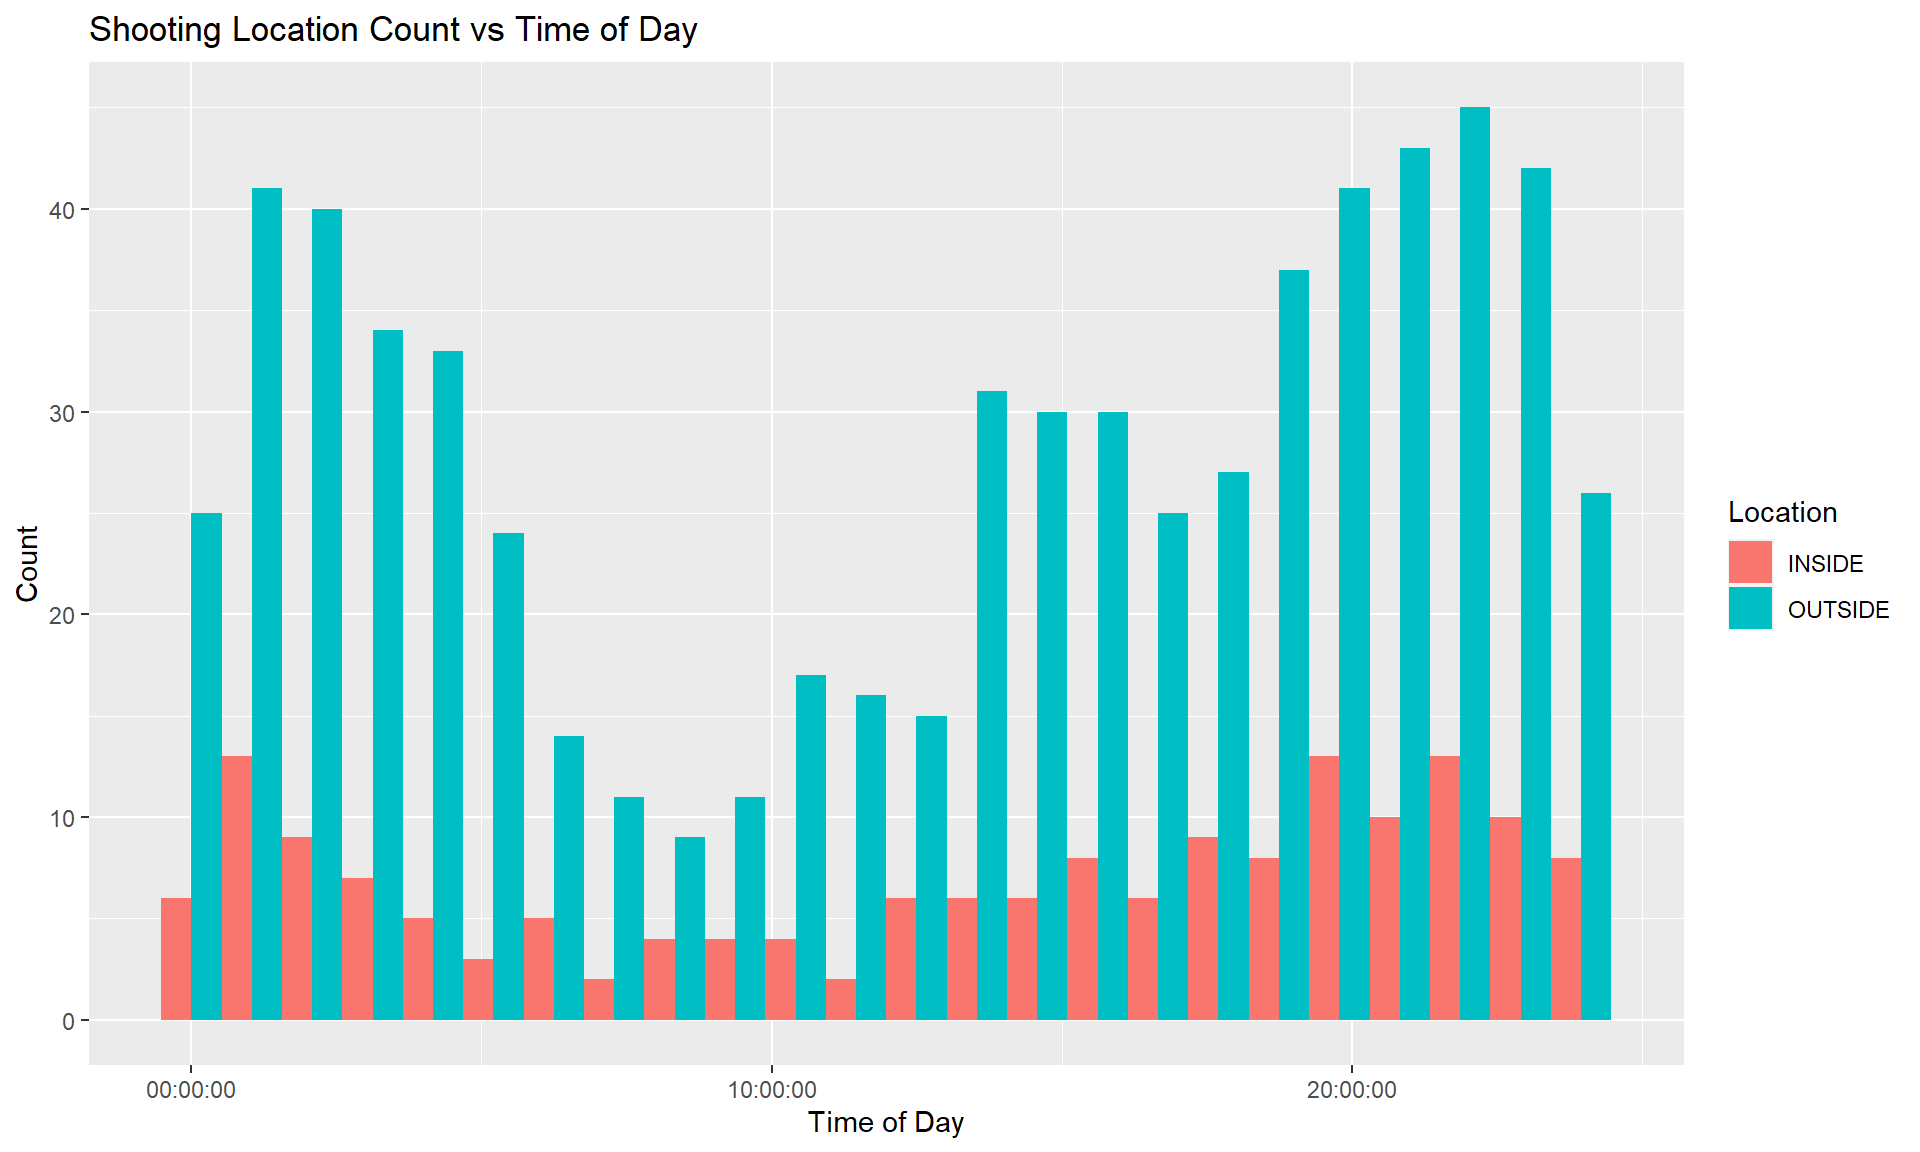 Shooting Location Count vs Time of Day
Count
40
30
20
10
0
00:00:00
10:00:00
20:00:00
Time of Day
Location
INSIDE
OUTSIDE